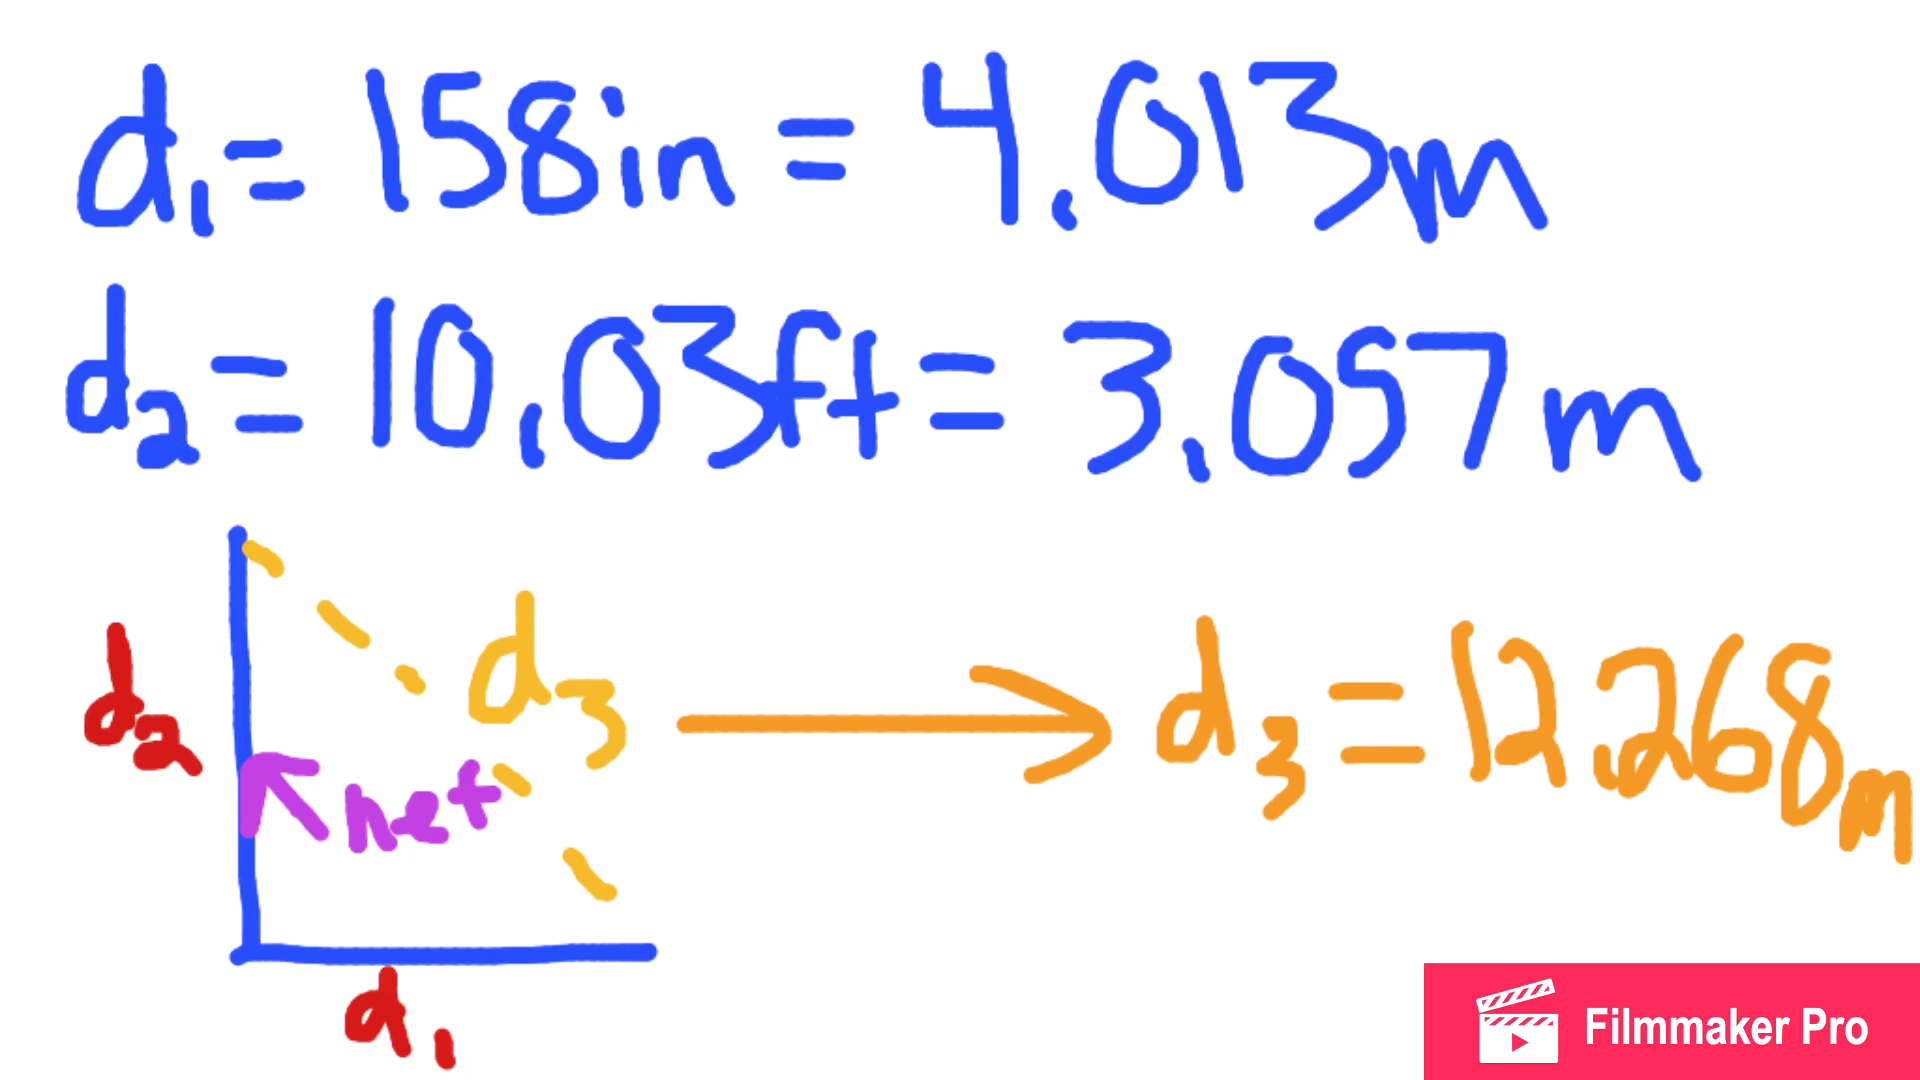 d₁ = 158in = 4.013m
d₂ = 10.03ft = 3.057m
d₃
d₂
d₃ = 12.268m
net
d₁
Filmmaker Pro